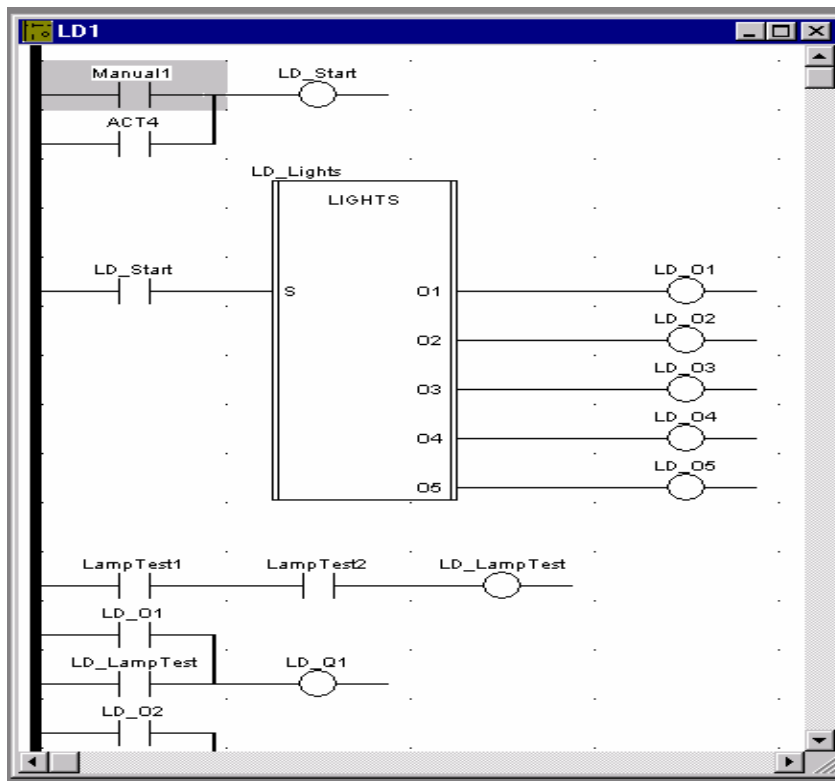 LD1
Manual1 LD_Start
ACT4
LD_Lights
LIGHTS
LD_Start LD_O1
S O1
LD_O2
O2
LD_O3
O3
LD_O4
O4
LD_O5
O5
LampTest1 LampTest2 LD_LampTest
LD_O1
LD_LampTest LD_Q1
LD_O2